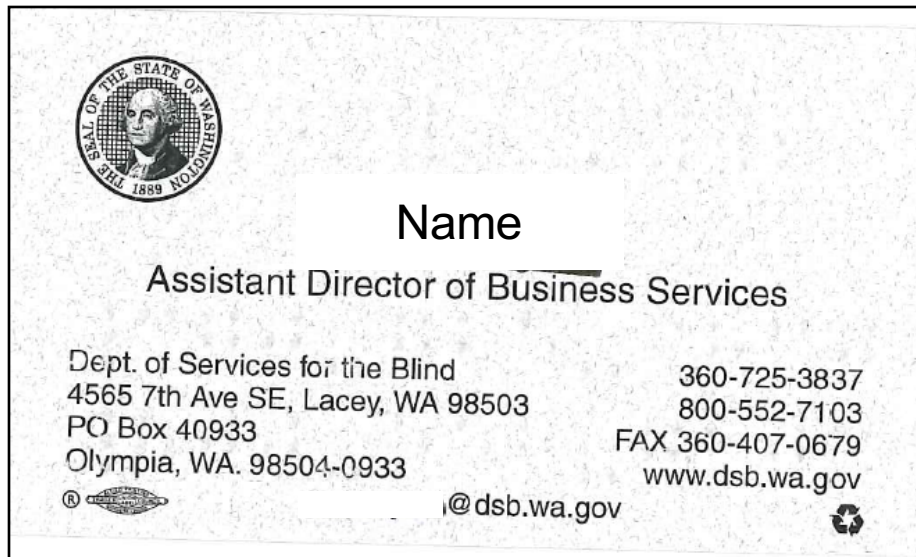 THE SEAL OF THE STATE OF WASHINGTON
1889
Name
Assistant Director of Business Services
Dept. of Services for the Blind
4565 7th Ave SE, Lacey, WA 98503
PO Box 40933
Olympia, WA. 98504-0933
360-725-3837
800-552-7103
FAX 360-407-0679
www.dsb.wa.gov
®
@dsb.wa.gov